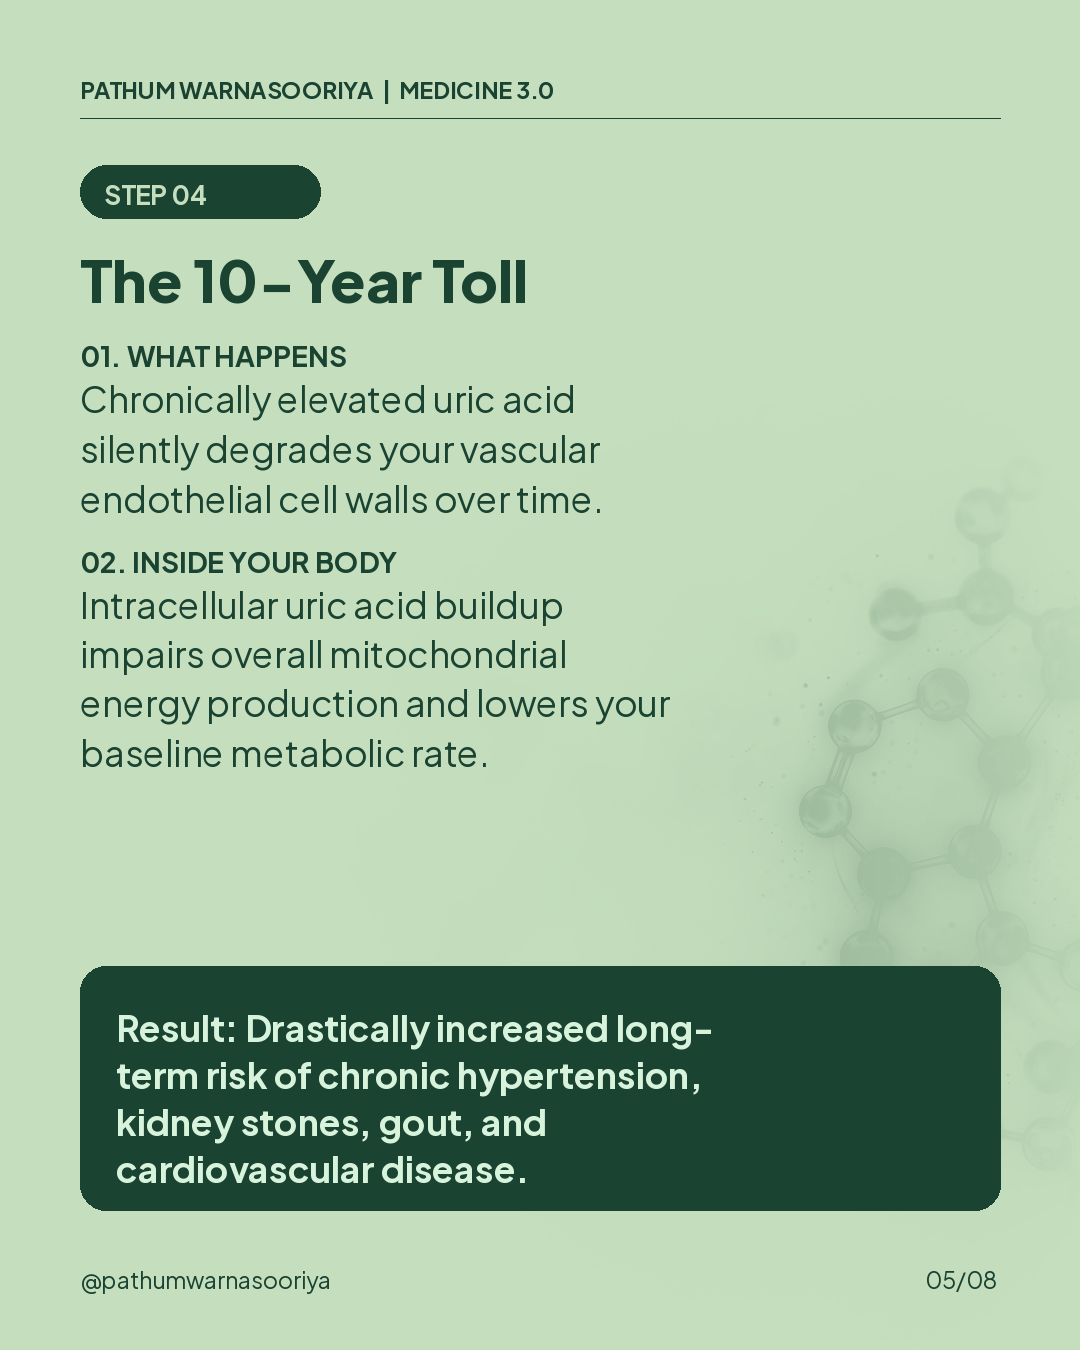 PATHUM WARNASOORIYA | MEDICINE 3.0
STEP 04
The 10-Year Toll
01. WHAT HAPPENS
Chronically elevated uric acid
silently degrades your vascular
endothelial cell walls over time.
02. INSIDE YOUR BODY
Intracellular uric acid buildup
impairs overall mitochondrial
energy production and lowers your
baseline metabolic rate.
Result: Drastically increased long-
term risk of chronic hypertension,
kidney stones, gout, and
cardiovascular disease.
@pathumwarnasooriya
05/08